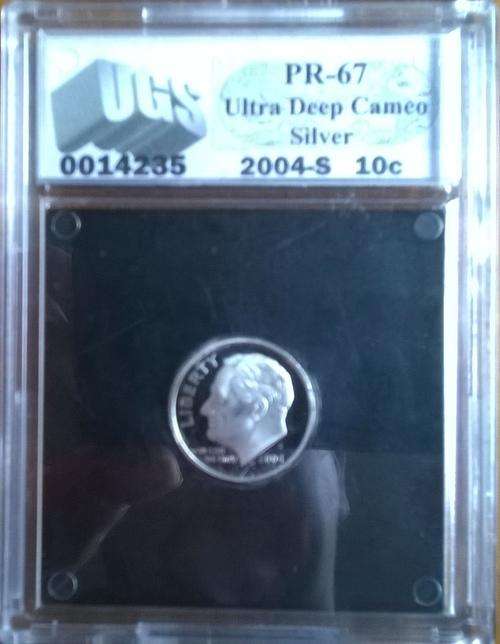 UGS
PR-67
Ultra Deep Cameo
Silver
0014235 2004-S 10c
LIBERTY